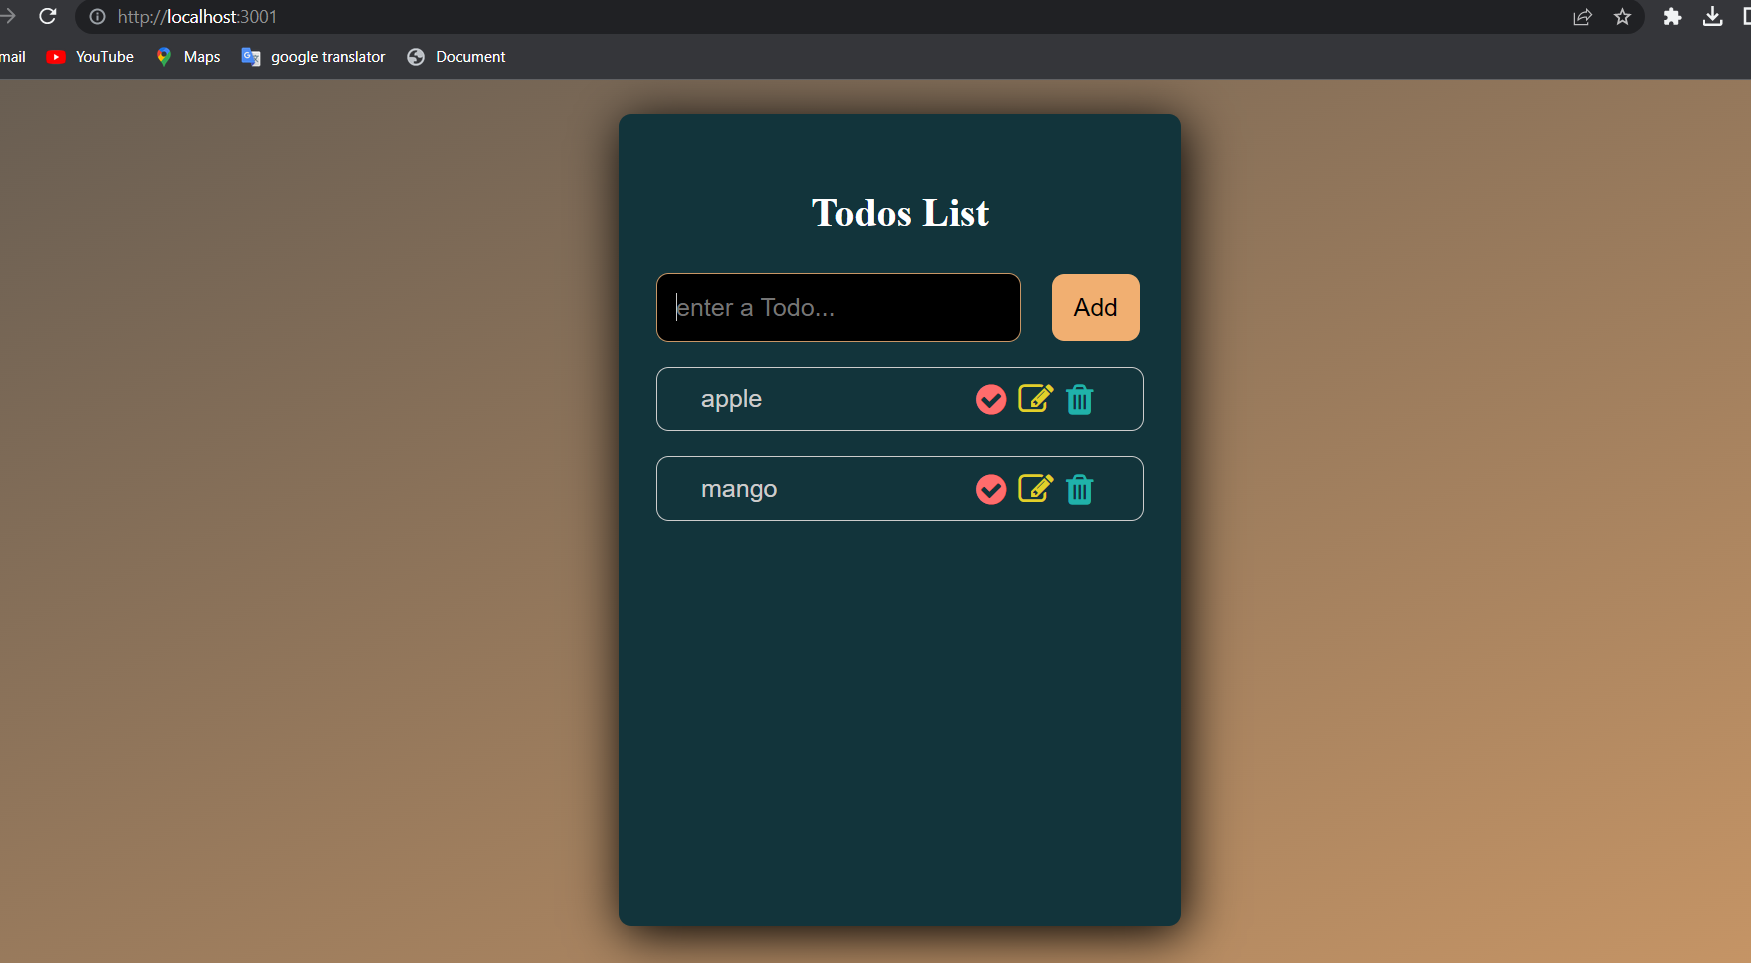 http://localhost:3001
mail YouTube Maps google translator Document
Todos List
enter a Todo... Add
apple
mango